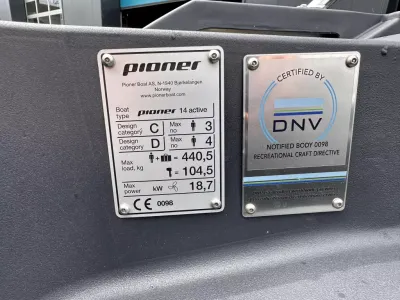 pioner
Pioner Boat AS, N-1940 Bjørkelangen
Norway
www.pionerboat.com
Boat type pioner 14 active
Design category C Max no 3
Design category D Max no 4
Max load, kg + = 440,5
= 104,5
Max power kW 18,7
CE 0098
CERTIFIED BY
DNV
NOTIFIED BODY 0098
RECREATIONAL CRAFT DIRECTIVE